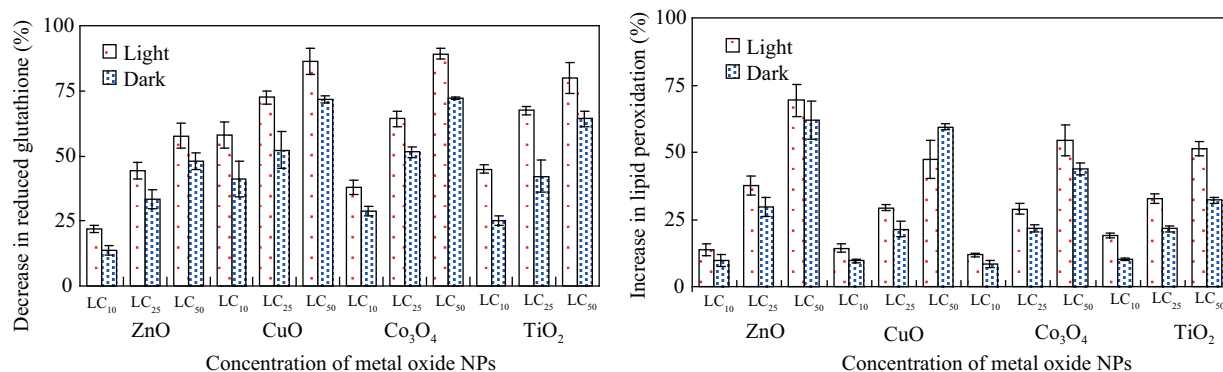 Decrease in reduced glutathione (%)
100
75
50
25
0
Light
Dark
LC₁₀ LC₂₅ LC₅₀ LC₁₀ LC₂₅ LC₅₀ LC₁₀ LC₂₅ LC₅₀ LC₁₀ LC₂₅ LC₅₀
ZnO CuO Co₃O₄ TiO₂
Concentration of metal oxide NPs
Increase in lipid peroxidation (%)
100
75
50
25
0
Light
Dark
LC₁₀ LC₂₅ LC₅₀ LC₁₀ LC₂₅ LC₅₀ LC₁₀ LC₂₅ LC₅₀ LC₁₀ LC₂₅ LC₅₀
ZnO CuO Co₃O₄ TiO₂
Concentration of metal oxide NPs